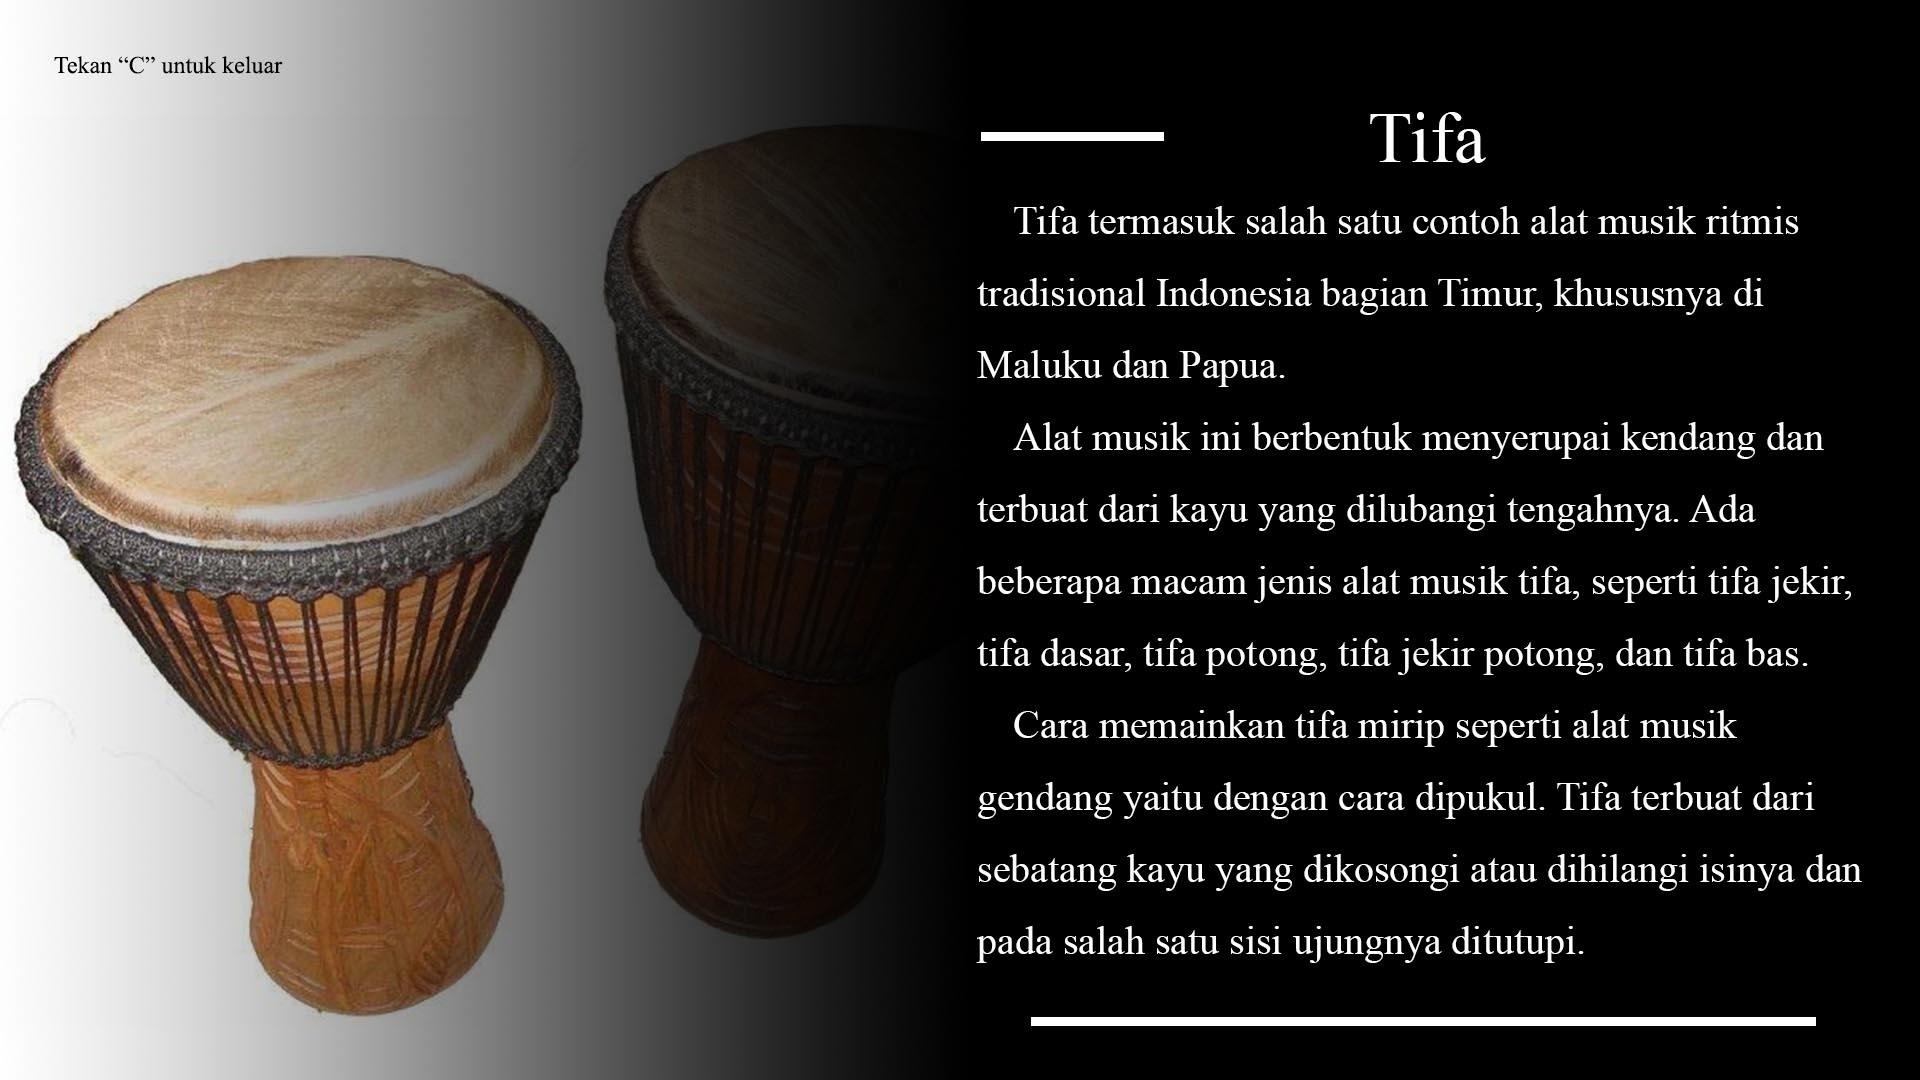 Tekan “C” untuk keluar
Tifa
Tifa termasuk salah satu contoh alat musik ritmis
tradisional Indonesia bagian Timur, khususnya di
Maluku dan Papua.
Alat musik ini berbentuk menyerupai kendang dan
terbuat dari kayu yang dilubangi tengahnya. Ada
beberapa macam jenis alat musik tifa, seperti tifa jekir,
tifa dasar, tifa potong, tifa jekir potong, dan tifa bas.
Cara memainkan tifa mirip seperti alat musik
gendang yaitu dengan cara dipukul. Tifa terbuat dari
sebatang kayu yang dikosongi atau dihilangi isinya dan
pada salah satu sisi ujungnya ditutupi.